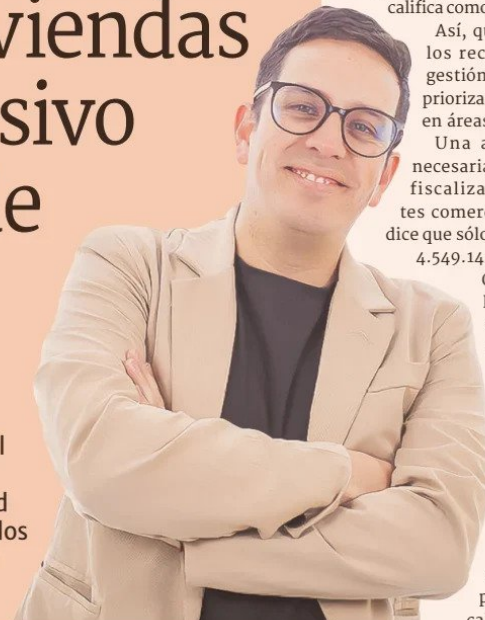 viendas
sivo
e
l
d
los
califica como
Así, qu
los rec
gestión
prioriza
en áreas
Una a
necesaria
fiscaliza
tes comer
dice que sólo
4.549.14
p